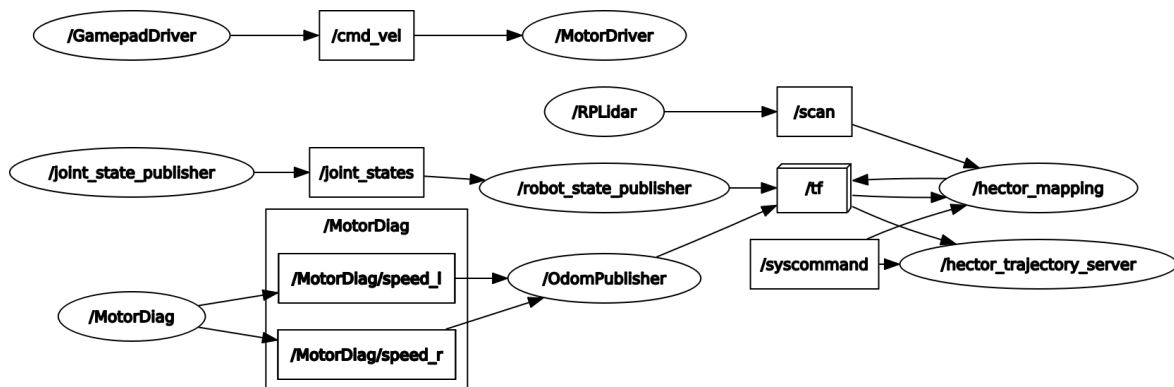 /GamepadDriver
/cmd_vel
/MotorDriver
/RPLidar
/scan
/joint_state_publisher
/joint_states
/robot_state_publisher
/tf
/hector_mapping
/MotorDiag
/syscommand
/hector_trajectory_server
/MotorDiag/speed_l
/OdomPublisher
/MotorDiag
/MotorDiag/speed_r